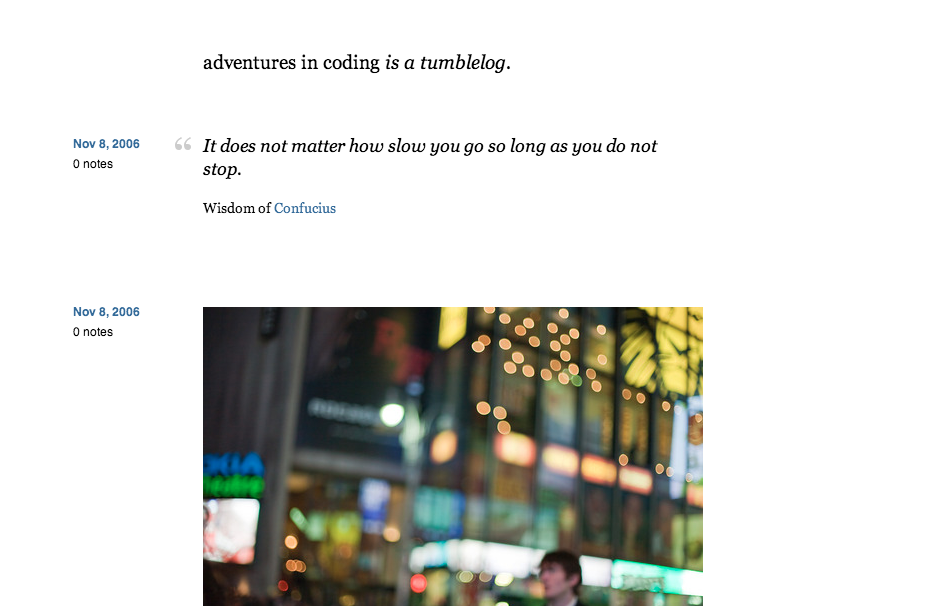 adventures in coding is a tumblelog.
Nov 8, 2006
0 notes
“ It does not matter how slow you go so long as you do not
stop.
Wisdom of Confucius
Nov 8, 2006
0 notes